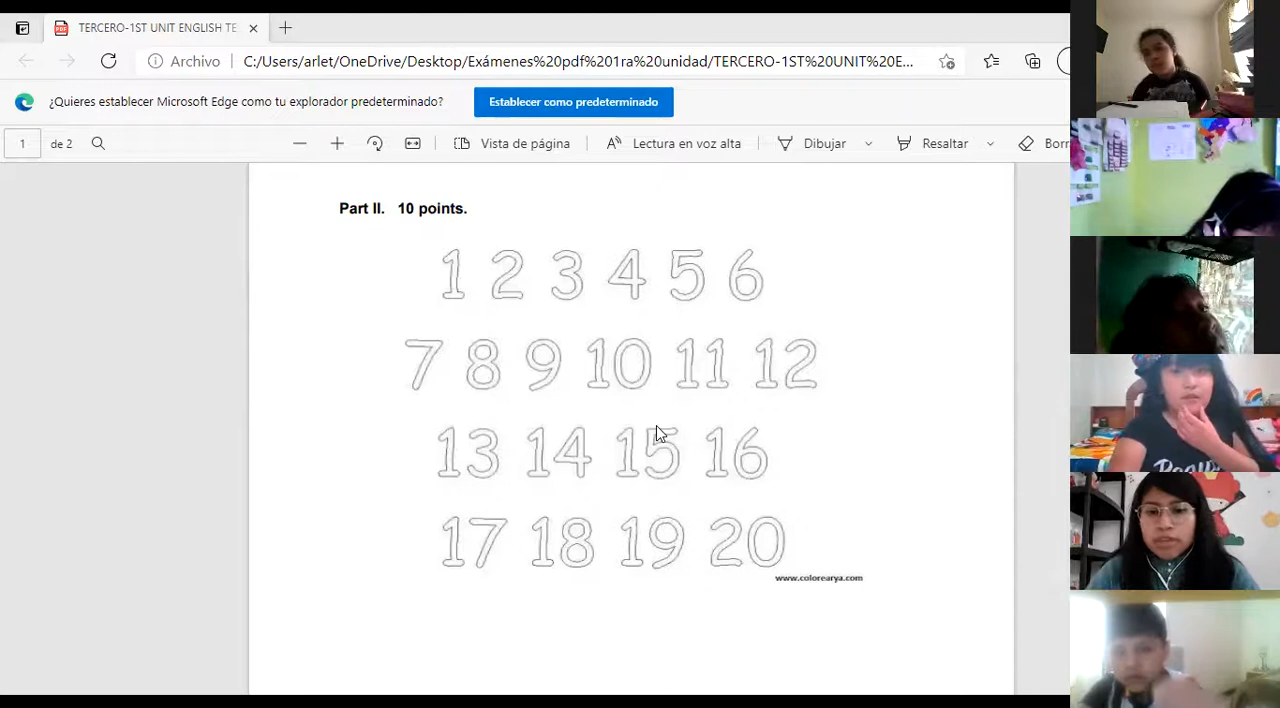 TERCERO-1ST UNIT ENGLISH TE
Archivo C:/Users/arlet/OneDrive/Desktop/Exámenes%20pdf%201ra%20unidad/TERCERO-1ST%20UNIT%20E...
¿Quieres establecer Microsoft Edge como tu explorador predeterminado? Establecer como predeterminado
1 de 2 Vista de página Lectura en voz alta Dibujar Resaltar Borr
Part II. 10 points.
1 2 3 4 5 6
7 8 9 10 11 12
13 14 15 16
17 18 19 20
www.colorearya.com